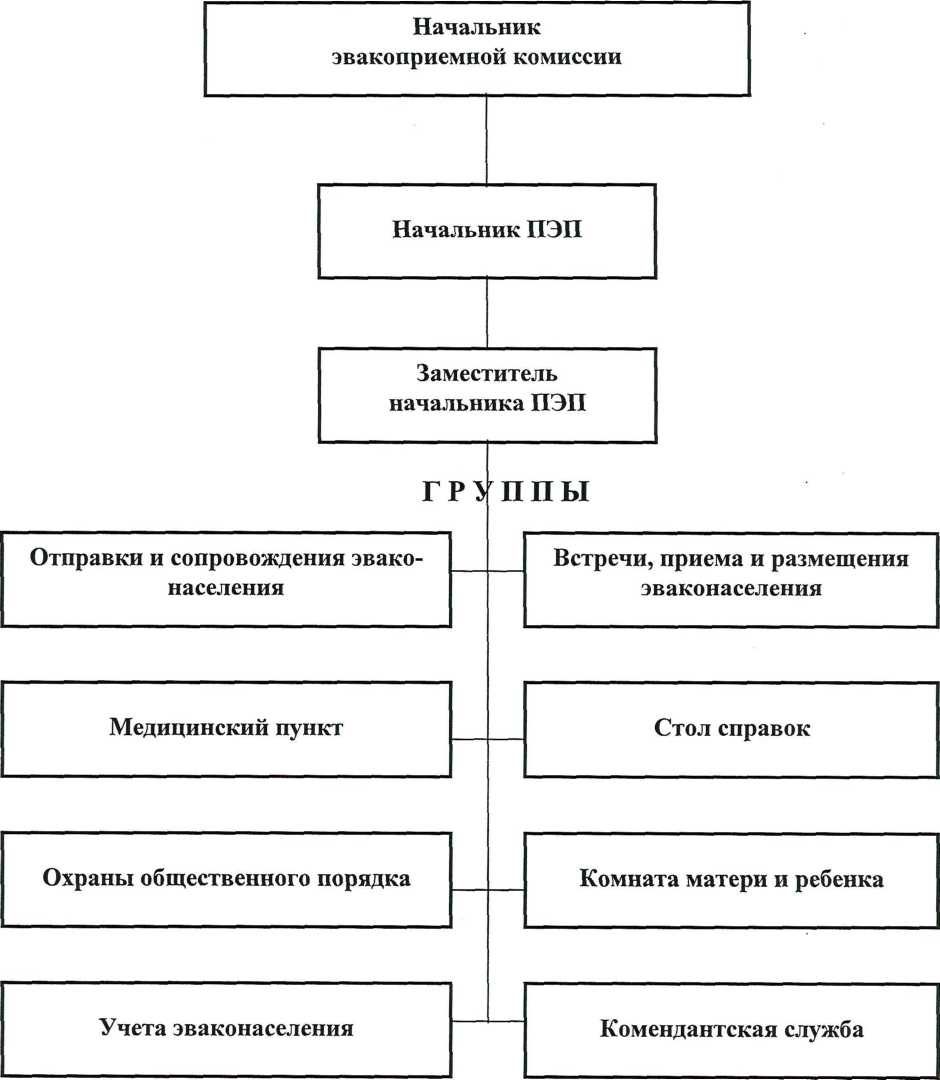 Начальник
эвакоприемной комиссии
Начальник ПЭП
Заместитель
начальника ПЭП
Г Р У П П Ы
Отправки и сопровождения эвако-
населения
Встречи, приема и размещения
эваконаселения
Медицинский пункт
Стол справок
Охраны общественного порядка
Комната матери и ребенка
Учета эваконаселения
Комендантская служба